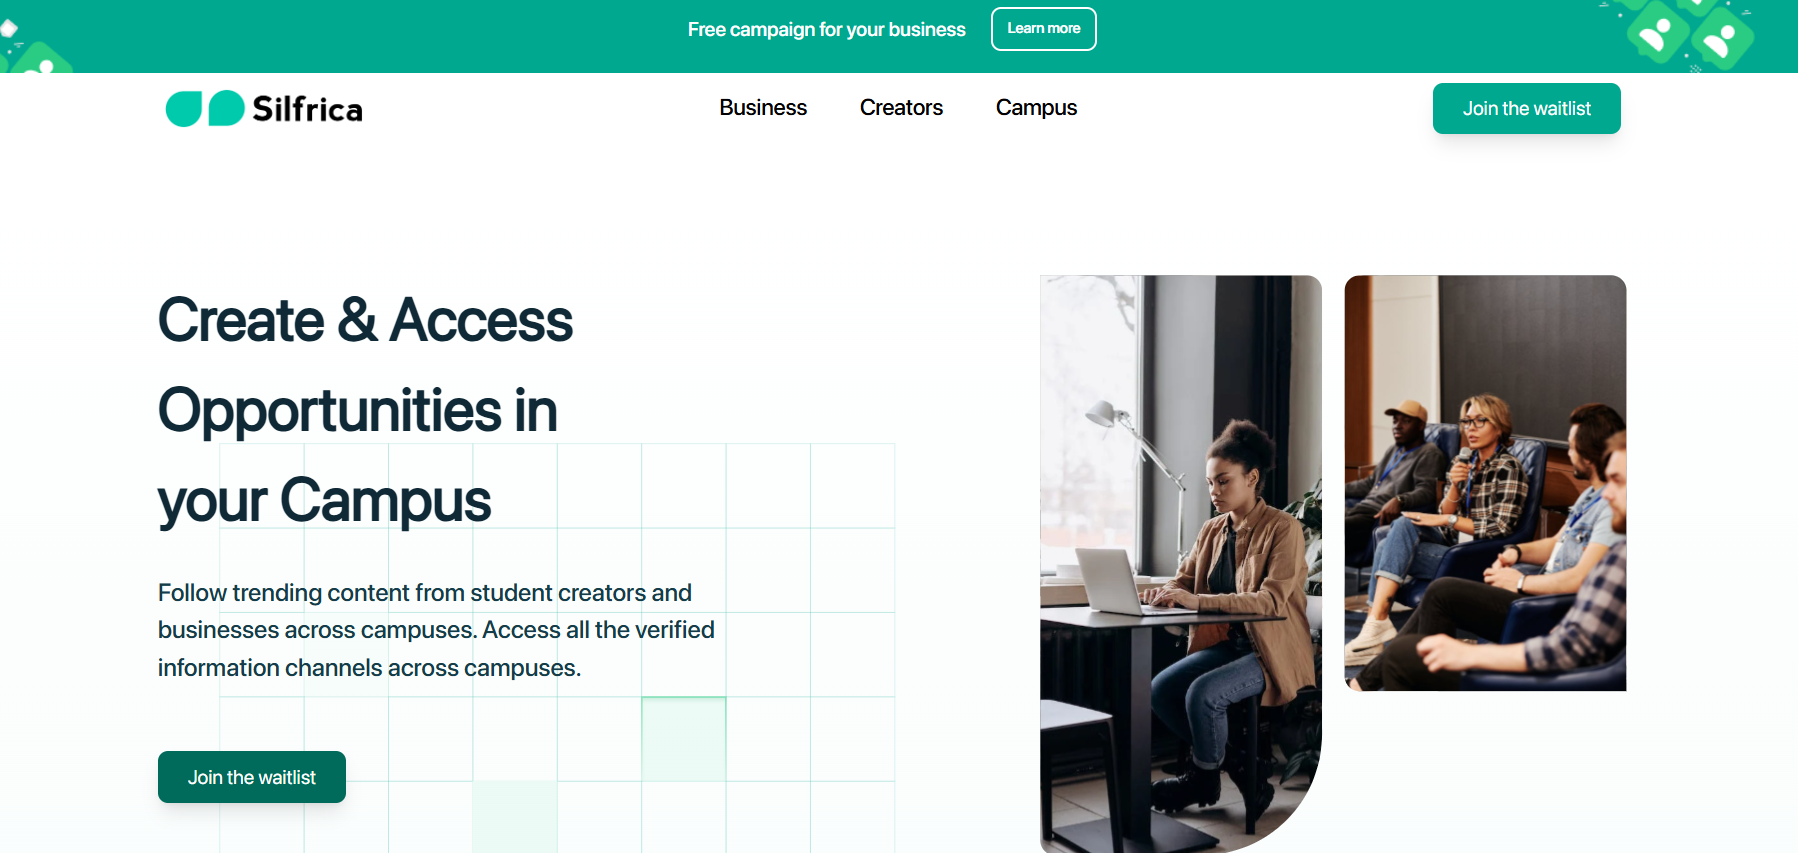 Free campaign for your business
Learn more
Silfrica
Business
Creators
Campus
Join the waitlist
Create & Access
Opportunities in
your Campus
Follow trending content from student creators and
businesses across campuses. Access all the verified
information channels across campuses.
Join the waitlist